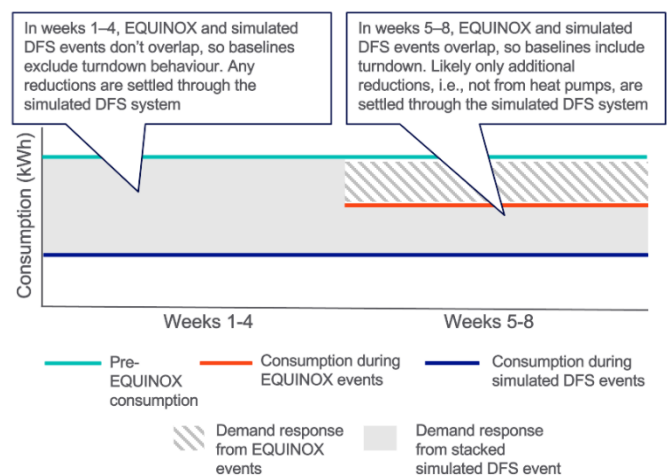 In weeks 1–4, EQUINOX and simulated
DFS events don't overlap, so baselines
exclude turndown behaviour. Any
reductions are settled through the
simulated DFS system
In weeks 5–8, EQUINOX and simulated
DFS events overlap, so baselines include
turndown. Likely only additional
reductions, i.e., not from heat pumps, are
settled through the simulated DFS system
Consumption (kWh)
Weeks 1-4
Weeks 5-8
Pre-
EQUINOX
consumption
Consumption during
EQUINOX events
Consumption during
simulated DFS events
Demand response
from EQUINOX
events
Demand response
from stacked
simulated DFS event